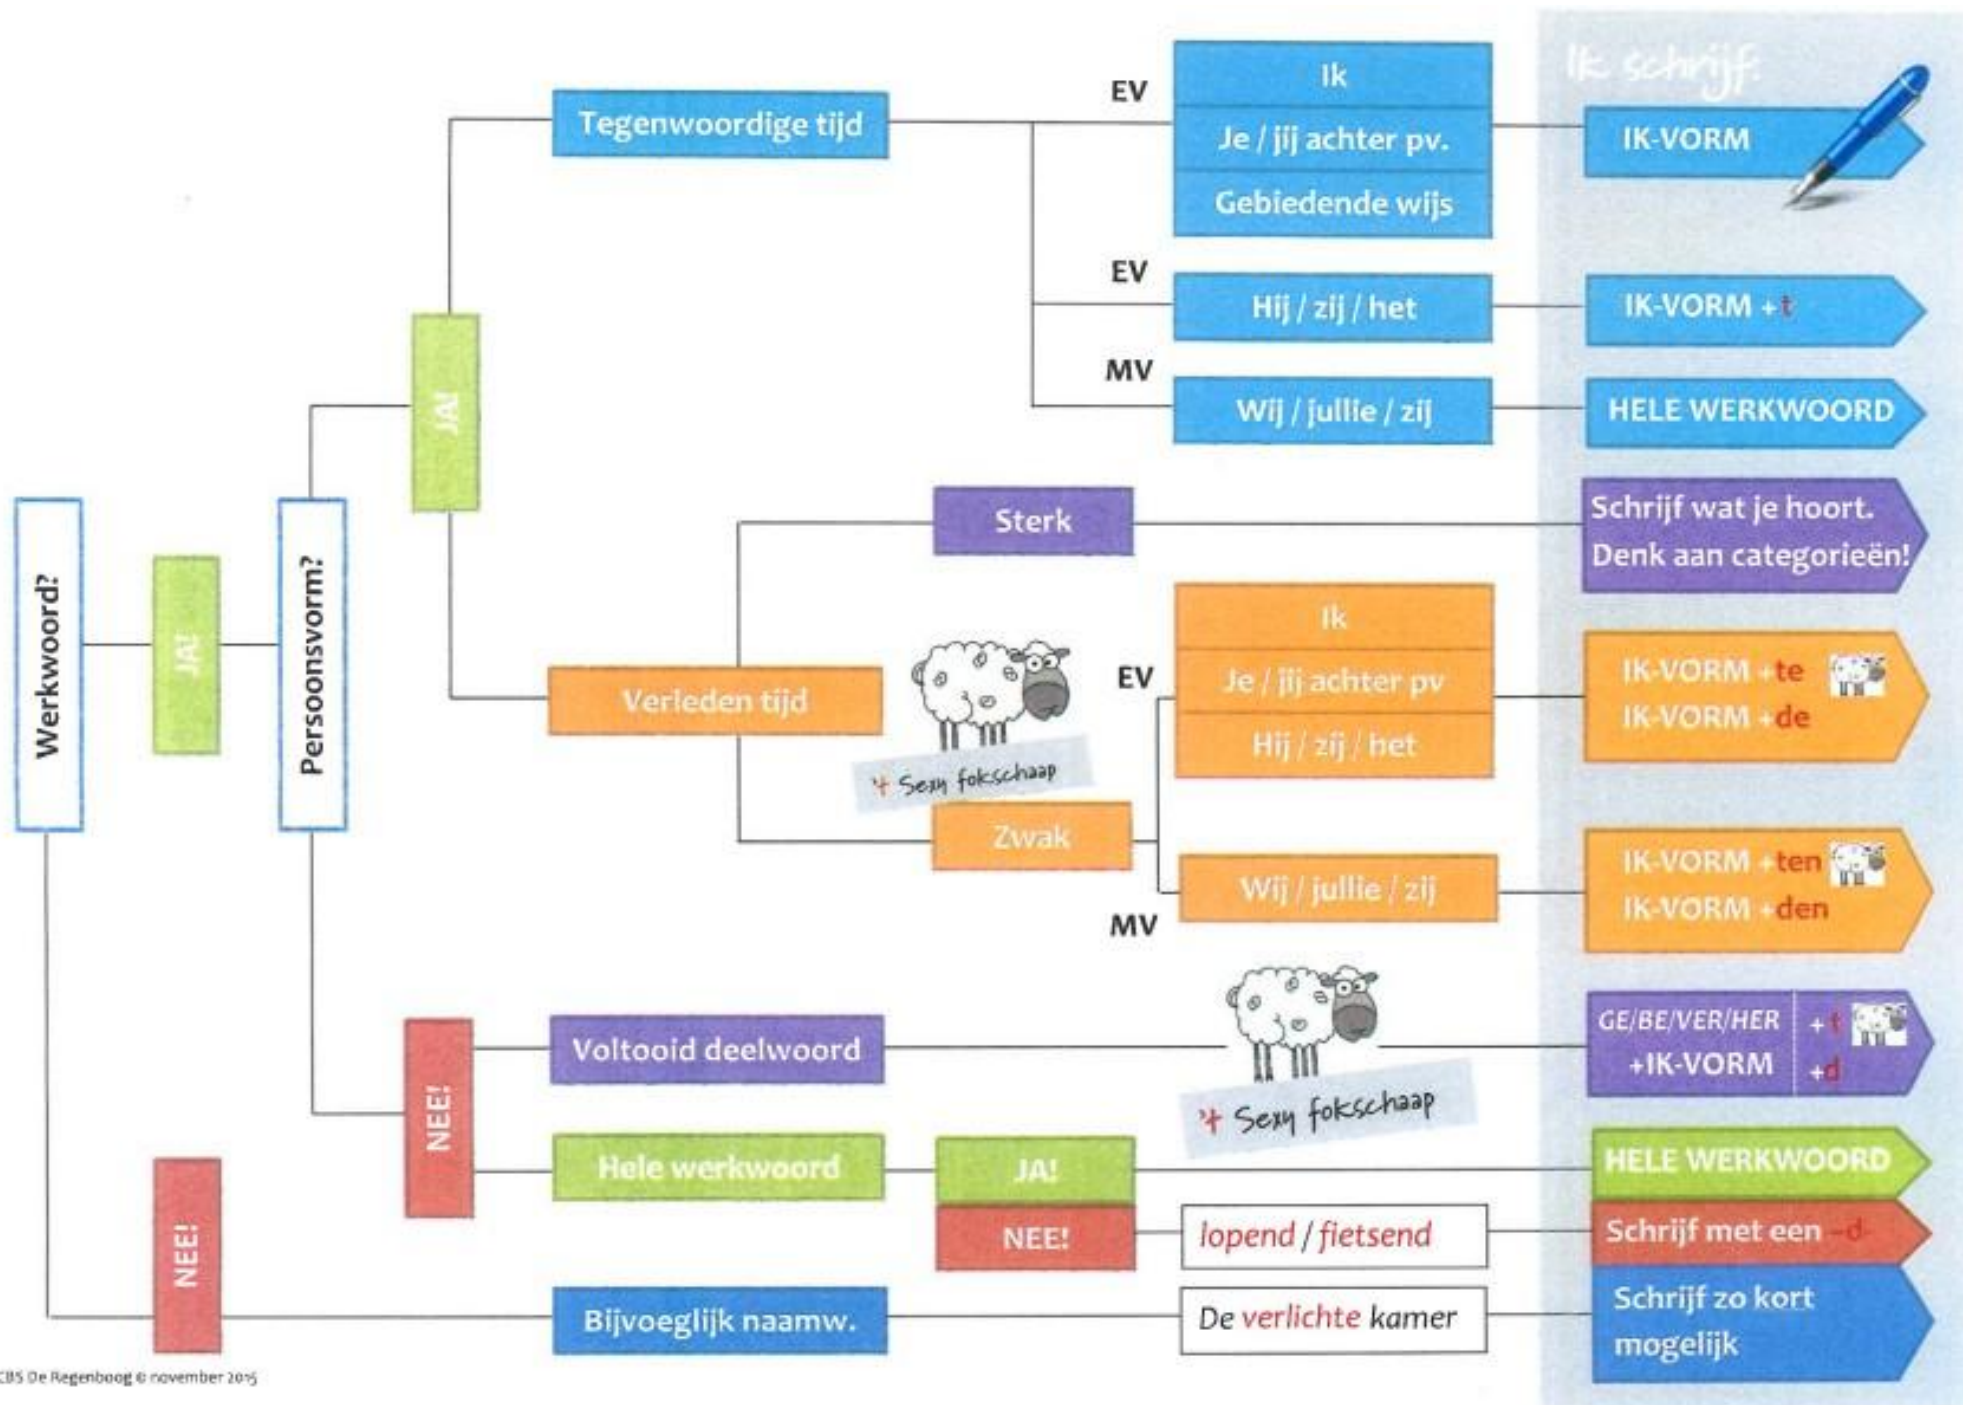 Werkwoord?
JA!
NEE!
Persoonsvorm?
JA!
NEE!
Tegenwoordige tijd
EV
Ik
Je / jij achter pv.
Gebiedende wijs
EV
Hij / zij / het
MV
Wij / jullie / zij
Ik schrijf:
IK-VORM
IK-VORM + t
HELE WERKWOORD
Verleden tijd
Sterk
Schrijf wat je hoort.
Denk aan categorieën!
't Sexy fokschaap
Zwak
EV
Ik
Je / jij achter pv
Hij / zij / het
IK-VORM +te
IK-VORM +de
MV
Wij / jullie / zij
IK-VORM +ten
IK-VORM +den
Voltooid deelwoord
't Sexy fokschaap
GE/BE/VER/HER +t
+IK-VORM +d
Hele werkwoord
JA!
HELE WERKWOORD
NEE!
lopend / fietsend
Schrijf met een -d-
Bijvoeglijk naamw.
De verlichte kamer
Schrijf zo kort
mogelijk
CBS De Regenboog © november 2015